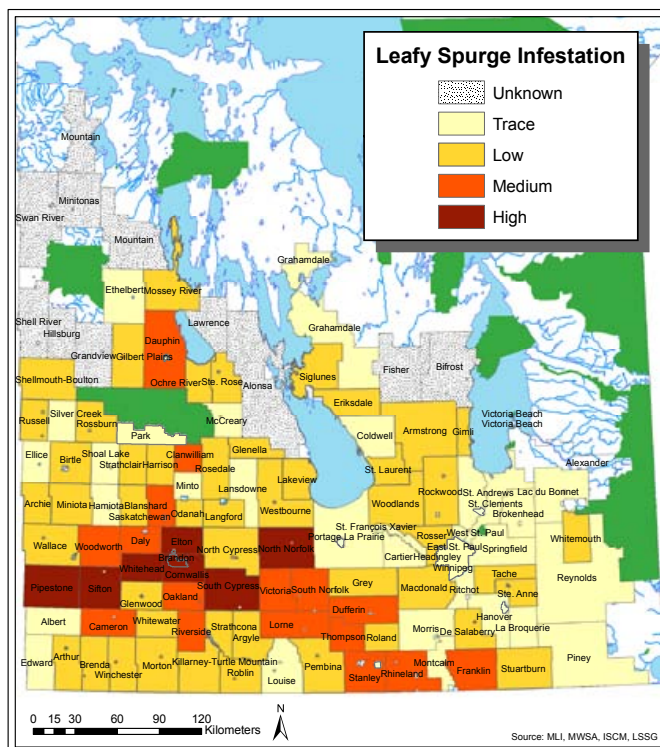 Leafy Spurge Infestation
Unknown
Trace
Low
Medium
High
Mountain
Minitonas
Swan River
Mountain
Grahamdale
Ethelbert
Mossey River
Shell River
Hillsburg
Grandview
Gilbert Plains
Dauphin
Lawrence
Grahamdale
Fisher
Bifrost
Shellmouth-Boulton
Ochre River
Ste. Rose
Alonsa
Siglunes
Eriksdale
Russell
Silver Creek
Rossburn
McCreary
Park
Coldwell
Armstrong
Gimli
Victoria Beach
Victoria Beach
Ellice
Birtle
Shoal Lake
Strathclair
Harrison
Clanwilliam
Rosedale
Glenella
St. Laurent
Alexander
Archie
Miniota
Hamiota
Blanshard
Saskatchewan
Minto
Odanah
Lansdowne
Langford
Lakeview
Westbourne
Woodlands
Rockwood
St. Andrews
St. Clements
Lac du Bonnet
Brokenhead
Wallace
Woodworth
Daly
Elton
Brandon
North Cypress
North Norfolk
St. François Xavier
Portage La Prairie
Rosser
West St. Paul
East St. Paul
Springfield
Whitemouth
Cartier
Headingley
Winnipeg
Pipestone
Sifton
Whitehead
Cornwallis
South Cypress
Victoria
South Norfolk
Grey
Macdonald
Ritchot
Tache
Ste. Anne
Reynolds
Glenwood
Oakland
Dufferin
Hanover
La Broquerie
Albert
Cameron
Whitewater
Riverside
Strathcona
Argyle
Lorne
Thompson
Roland
Morris
De Salaberry
Edward
Arthur
Brenda
Winchester
Morton
Killarney-Turtle Mountain
Roblin
Louise
Pembina
Stanley
Rhineland
Montcalm
Franklin
Stuartburn
Piney
0 15 30 60 90 120
Kilometers
N
Source: MLI, MWSA, ISCM, LSSG